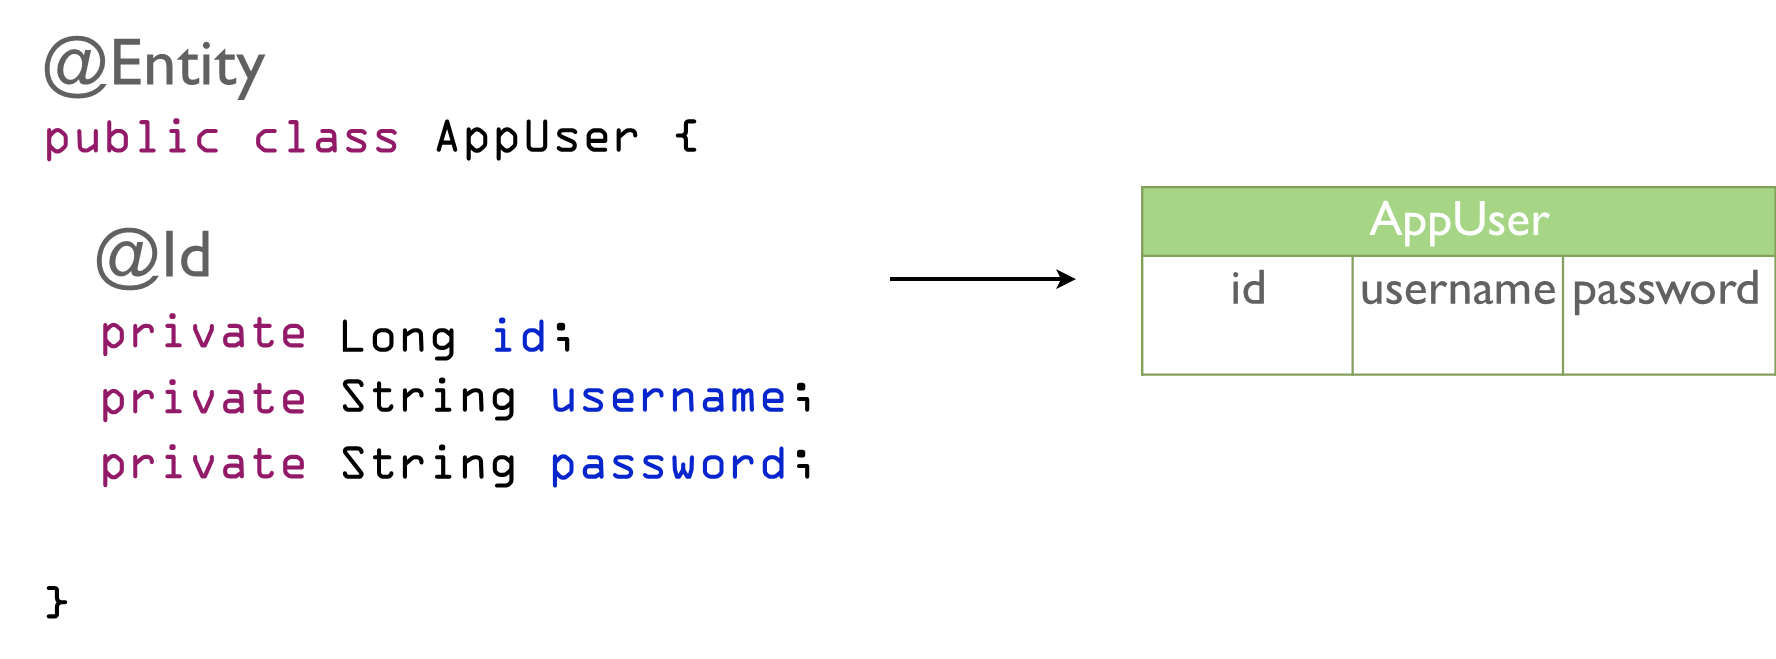 @Entity
public class AppUser {
@Id
private Long id;
private String username;
private String password;
}
AppUser
id username password